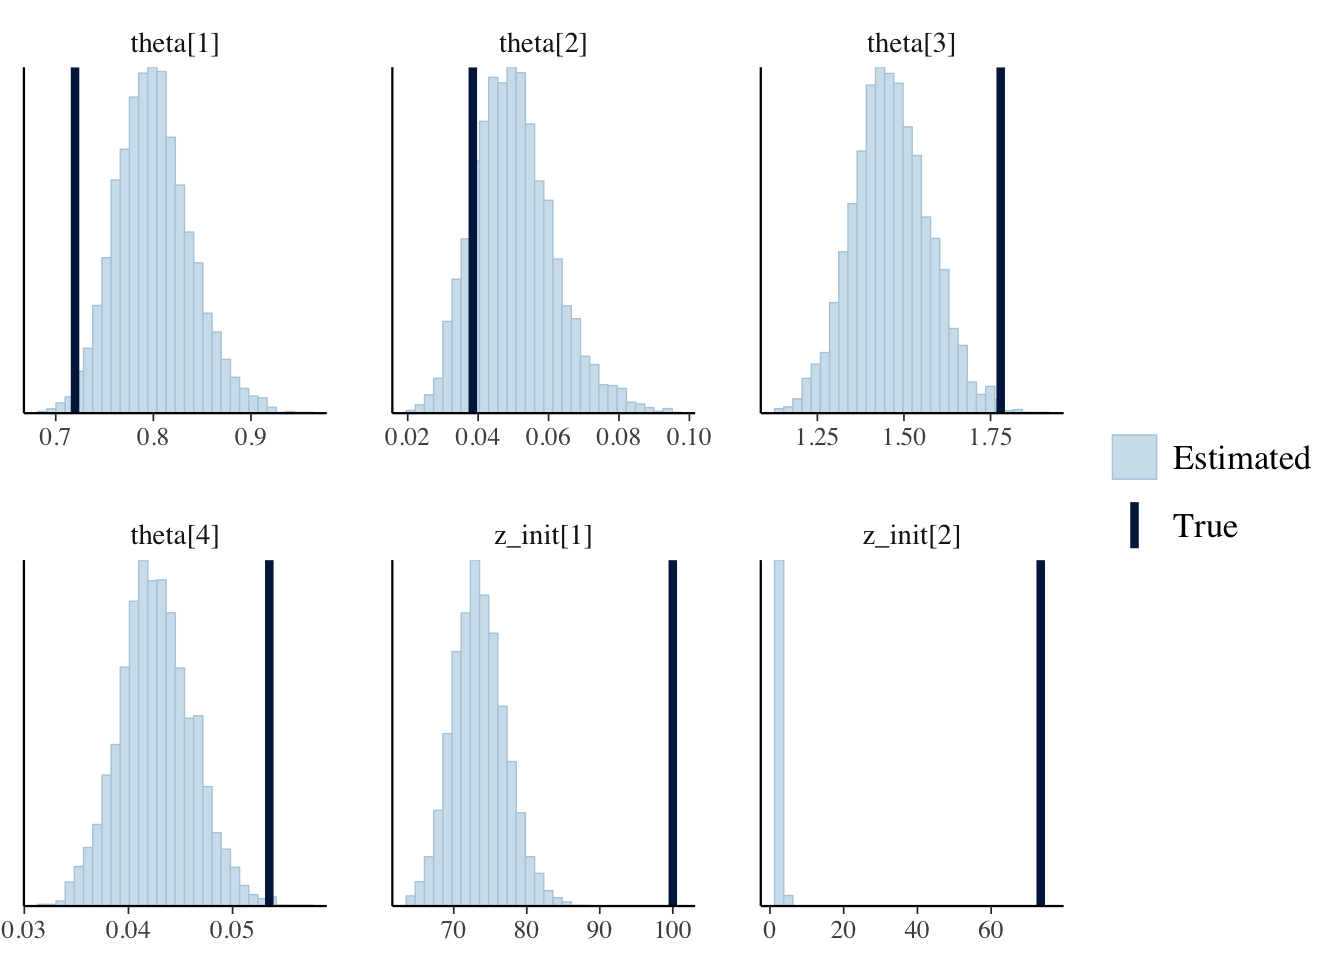 theta[1] theta[2] theta[3]
0.7 0.8 0.9 0.02 0.04 0.06 0.08 0.10 1.25 1.50 1.75
Estimated
True
theta[4] z_init[1] z_init[2]
0.03 0.04 0.05 70 80 90 100 0 20 40 60